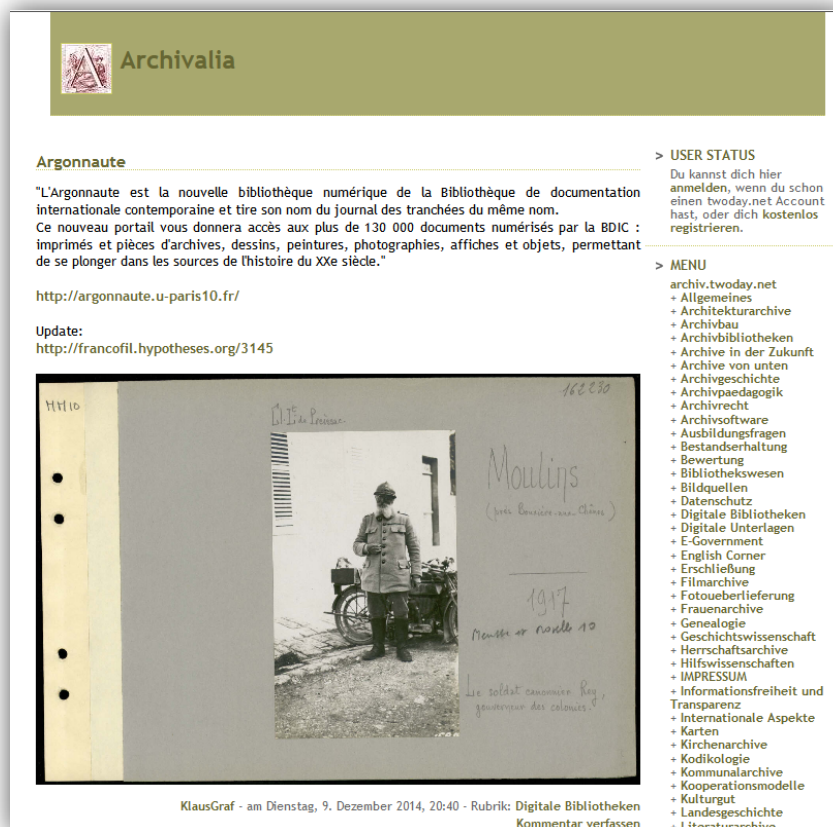 Archivalia
Argonnaute
"L'Argonnaute est la nouvelle bibliothèque numérique de la Bibliothèque de documentation
internationale contemporaine et tire son nom du journal des tranchées du même nom.
Ce nouveau portail vous donnera accès aux plus de 130 000 documents numérisés par la BDIC :
imprimés et pièces d'archives, dessins, peintures, photographies, affiches et objets, permettant
de se plonger dans les sources de l'histoire du XXe siècle."
http://argonnaute.u-paris10.fr/
Update:
http://francofil.hypotheses.org/3145
162230
Moulins
(près
1917
Meurthe et Moselle 10
Le soldat canonnier Rey,
gouverneur des colonies.
KlausGraf - am Dienstag, 9. Dezember 2014, 20:40 - Rubrik: Digitale Bibliotheken
Kommentar verfassen
> USER STATUS
Du kannst dich hier
anmelden, wenn du schon
einen twoday.net Account
hast, oder dich kostenlos
registrieren.
> MENU
archiv.twoday.net
+ Allgemeines
+ Architekturarchive
+ Archivbau
+ Archivbibliotheken
+ Archive in der Zukunft
+ Archive von unten
+ Archivgeschichte
+ Archivpaedagogik
+ Archivrecht
+ Archivsoftware
+ Ausbildungsfragen
+ Bestandserhaltung
+ Bewertung
+ Bibliothekswesen
+ Bildquellen
+ Datenschutz
+ Digitale Bibliotheken
+ Digitale Unterlagen
+ E-Government
+ English Corner
+ Erschließung
+ Filmarchive
+ Fotoueberlieferung
+ Frauenarchive
+ Genealogie
+ Geschichtswissenschaft
+ Herrschaftsarchive
+ Hilfswissenschaften
+ IMPRESSUM
+ Informationsfreiheit und
Transparenz
+ Internationale Aspekte
+ Karten
+ Kirchenarchive
+ Kodikologie
+ Kommunalarchive
+ Kooperationsmodelle
+ Kulturgut
+ Landesgeschichte
+ Literaturarchive